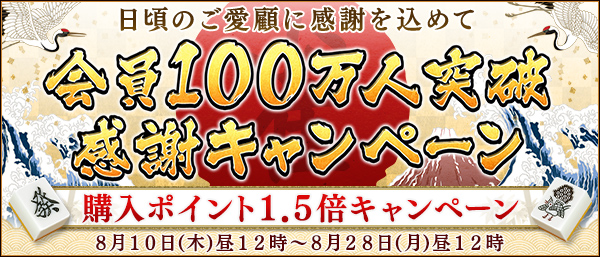 日頃のご愛顧に感謝を込めて
会員100万人突破
感謝キャンペーン
購入ポイント1.5倍キャンペーン
發
8月10日(木)昼12時～8月28日(月)昼12時